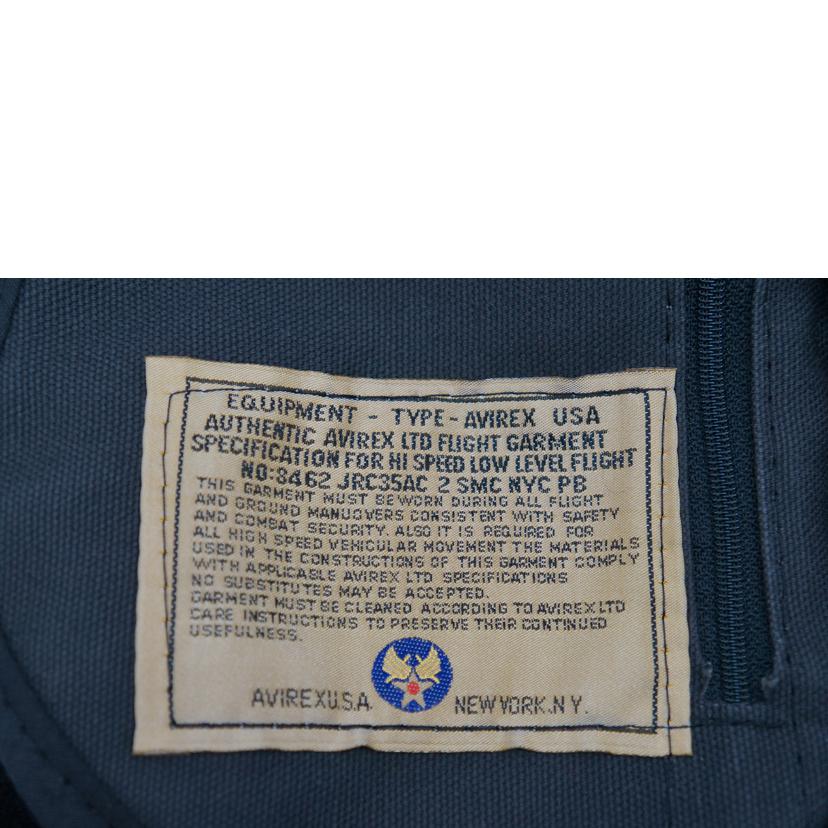 EQUIPMENT - TYPE - AVIREX USA
AUTHENTIC AVIREX LTD FLIGHT GARMENT
SPECIFICATION FOR HI SPEED LOW LEVEL FLIGHT
NO:8462 JRC35AC 2 SMC NYC PB
THIS GARMENT MUST BE WORN DURING ALL FLIGHT
AND GROUND MANUOVERS CONSISTENT WITH SAFETY
AND COMBAT SECURITY. ALSO IT IS REQUIRED FOR
ALL HIGH SPEED VEHICULAR MOVEMENT THE MATERIALS
USED IN THE CONSTRUCTIONS OF THIS GARMENT COMPLY
WITH APPLICABLE AVIREX LTD SPECIFICATIONS
NO SUBSTITUTES MAY BE ACCEPTED.
GARMENT MUST BE CLEANED ACCORDING TO AVIREX LTD
CARE INSTRUCTIONS TO PRESERVE THEIR CONTINUED
USEFULNESS.
AVIREX U.S.A. NEW YORK.N.Y.